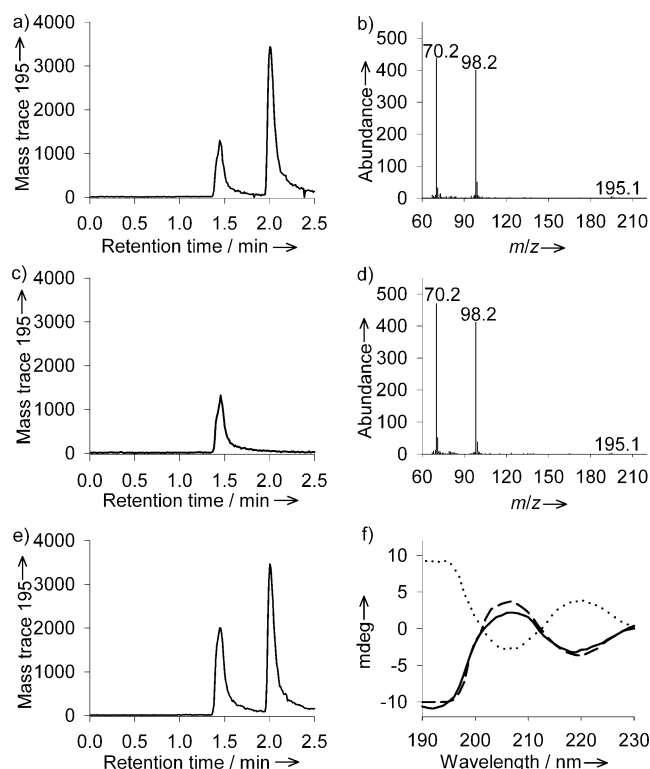 a)
Mass trace 195→
4000
3000
2000
1000
0
0.0 0.5 1.0 1.5 2.0 2.5
Retention time / min →
b)
Abundance→
500
400
300
200
100
0
70.2
98.2
195.1
60 90 120 150 180 210
m/z→
c)
Mass trace 195→
4000
3000
2000
1000
0
0.0 0.5 1.0 1.5 2.0 2.5
Retention time / min →
d)
Abundance→
500
400
300
200
100
0
70.2
98.2
195.1
60 90 120 150 180 210
m/z→
e)
Mass trace 195→
4000
3000
2000
1000
0
0.0 0.5 1.0 1.5 2.0 2.5
Retention time / min →
f)
mdeg→
10
5
0
-5
-10
190 200 210 220 230
Wavelength / nm→